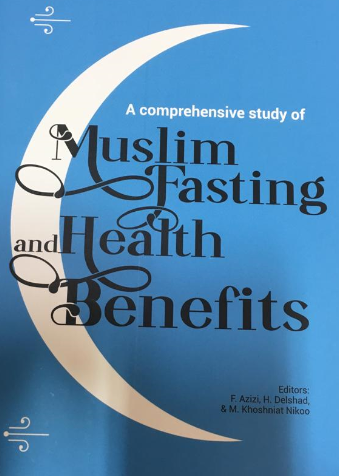 A comprehensive study of
Muslim
Fasting
and Health
Benefits
Editors:
F. Azizi, H. Delshad,
& M. Khoshniat Nikoo